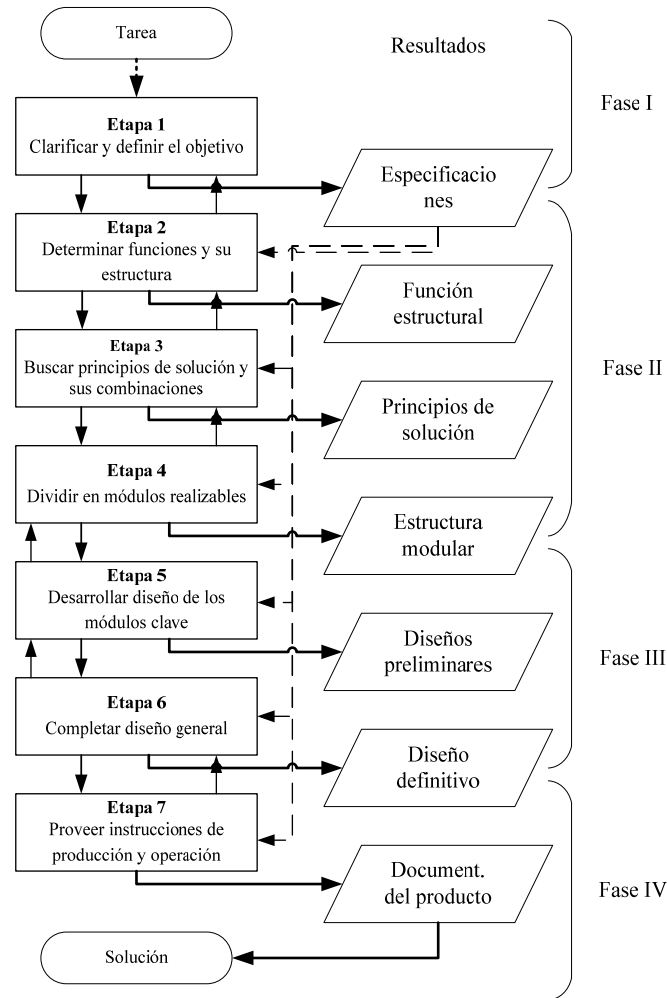 Tarea
Resultados
Fase I
Etapa 1
Clarificar y definir el objetivo
Especificacio
nes
Etapa 2
Determinar funciones y su
estructura
Función
estructural
Etapa 3
Buscar principios de solución y
sus combinaciones
Fase II
Principios de
solución
Etapa 4
Dividir en módulos realizables
Estructura
modular
Etapa 5
Desarrollar diseño de los
módulos clave
Diseños
preliminares
Fase III
Etapa 6
Completar diseño general
Diseño
definitivo
Etapa 7
Proveer instrucciones de
producción y operación
Document.
del producto
Fase IV
Solución